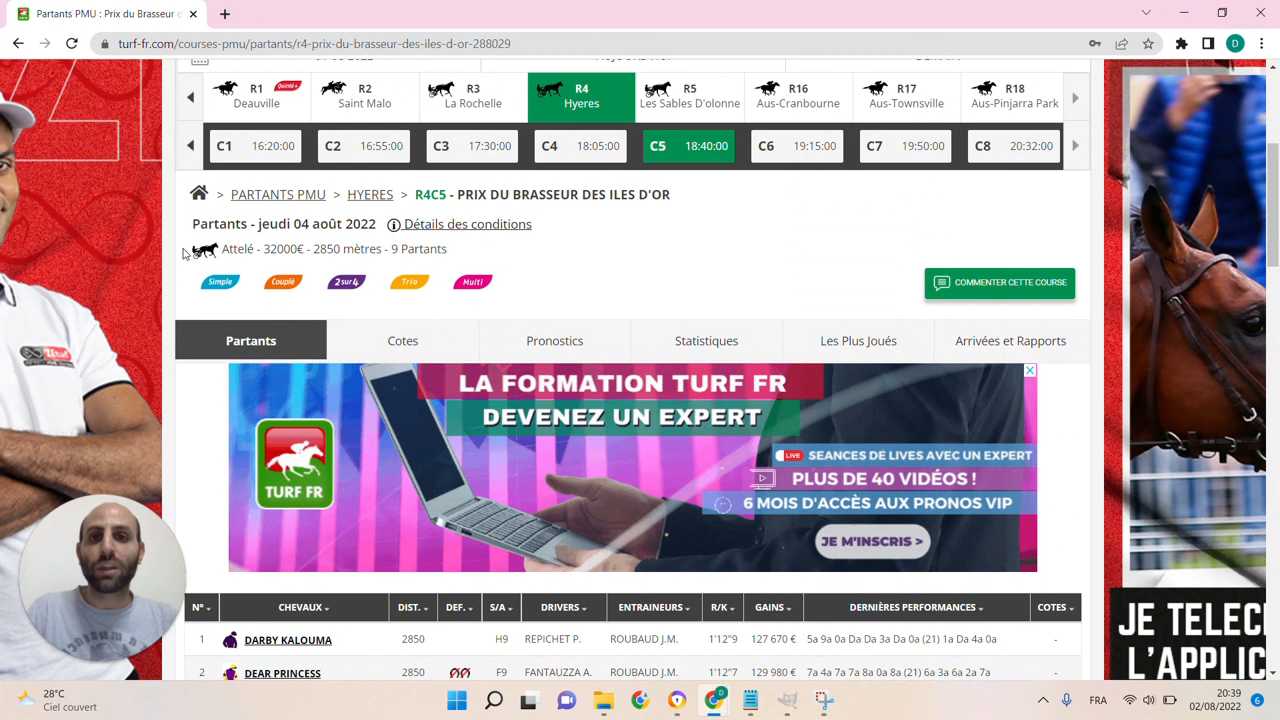 Partants PMU : Prix du Brasseur d
turf-fr.com/courses-pmu/partants/r4-prix-du-brasseur-des-iles-d-or-288029
D
R1 Quinté+ R2 R3 R4 R5 R16 R17 R18
Deauville Saint Malo La Rochelle Hyeres Les Sables D'olonne Aus-Cranbourne Aus-Townsville Aus-Pinjarra Park
C1 16:20:00 C2 16:55:00 C3 17:30:00 C4 18:05:00 C5 18:40:00 C6 19:15:00 C7 19:50:00 C8 20:32:00
> PARTANTS PMU > HYERES > R4C5 - PRIX DU BRASSEUR DES ILES D'OR
Partants - jeudi 04 août 2022 Détails des conditions
Attelé - 32000€ - 2850 mètres - 9 Partants
Simple Couplé 2sur4 Trio Multi
COMMENTER CETTE COURSE
Partants Cotes Pronostics Statistiques Les Plus Joués Arrivées et Rapports
LA FORMATION TURF FR
DEVENEZ UN EXPERT
LIVE SEANCES DE LIVES AVEC UN EXPERT
PLUS DE 40 VIDÉOS !
6 MOIS D'ACCÈS AUX PRONOS VIP
TURF FR
JE M'INSCRIS >
N° CHEVAUX DIST. DEF. S/A DRIVERS ENTRAINEURS R/K GAINS DERNIÈRES PERFORMANCES COTES
1 DARBY KALOUMA 2850 H9 REPICHET P. ROUBAUD J.M. 1'12"9 127 670 € 5a 9a 0a Da Da 3a Da 0a (21) 1a Da 4a 0a -
2 DEAR PRINCESS 2850 F9 FANTAUZZA A. ROUBAUD J.M. 1'12"7 129 980 € 7a 4a 7a 7a 8a 0a 8a (21) 6a 3a 6a 2a 7a -
JE TELEC
L'APPLIC
28°C
Ciel couvert
D
FRA
20:39
02/08/2022
6